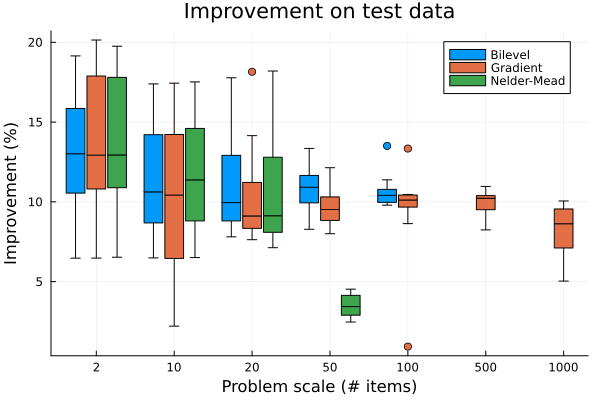 Improvement on test data
Improvement (%)
20
15
10
5
Bilevel
Gradient
Nelder-Mead
2 10 20 50 100 500 1000
Problem scale (# items)